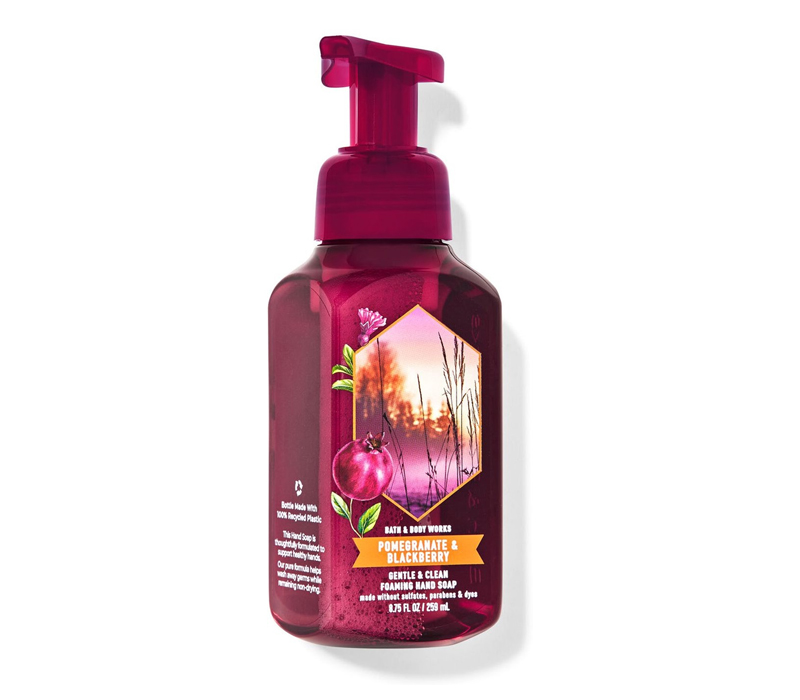 Bottle Made With
100% Recycled Plastic
This Hand Soap is
thoughtfully formulated to
support healthy hands.
Our pure formula helps
wash away germs while
remaining non-drying.
BATH & BODY WORKS
POMEGRANATE &
BLACKBERRY
GENTLE & CLEAN
FOAMING HAND SOAP
made without sulfates, parabens & dyes
8.75 FL OZ / 259 mL